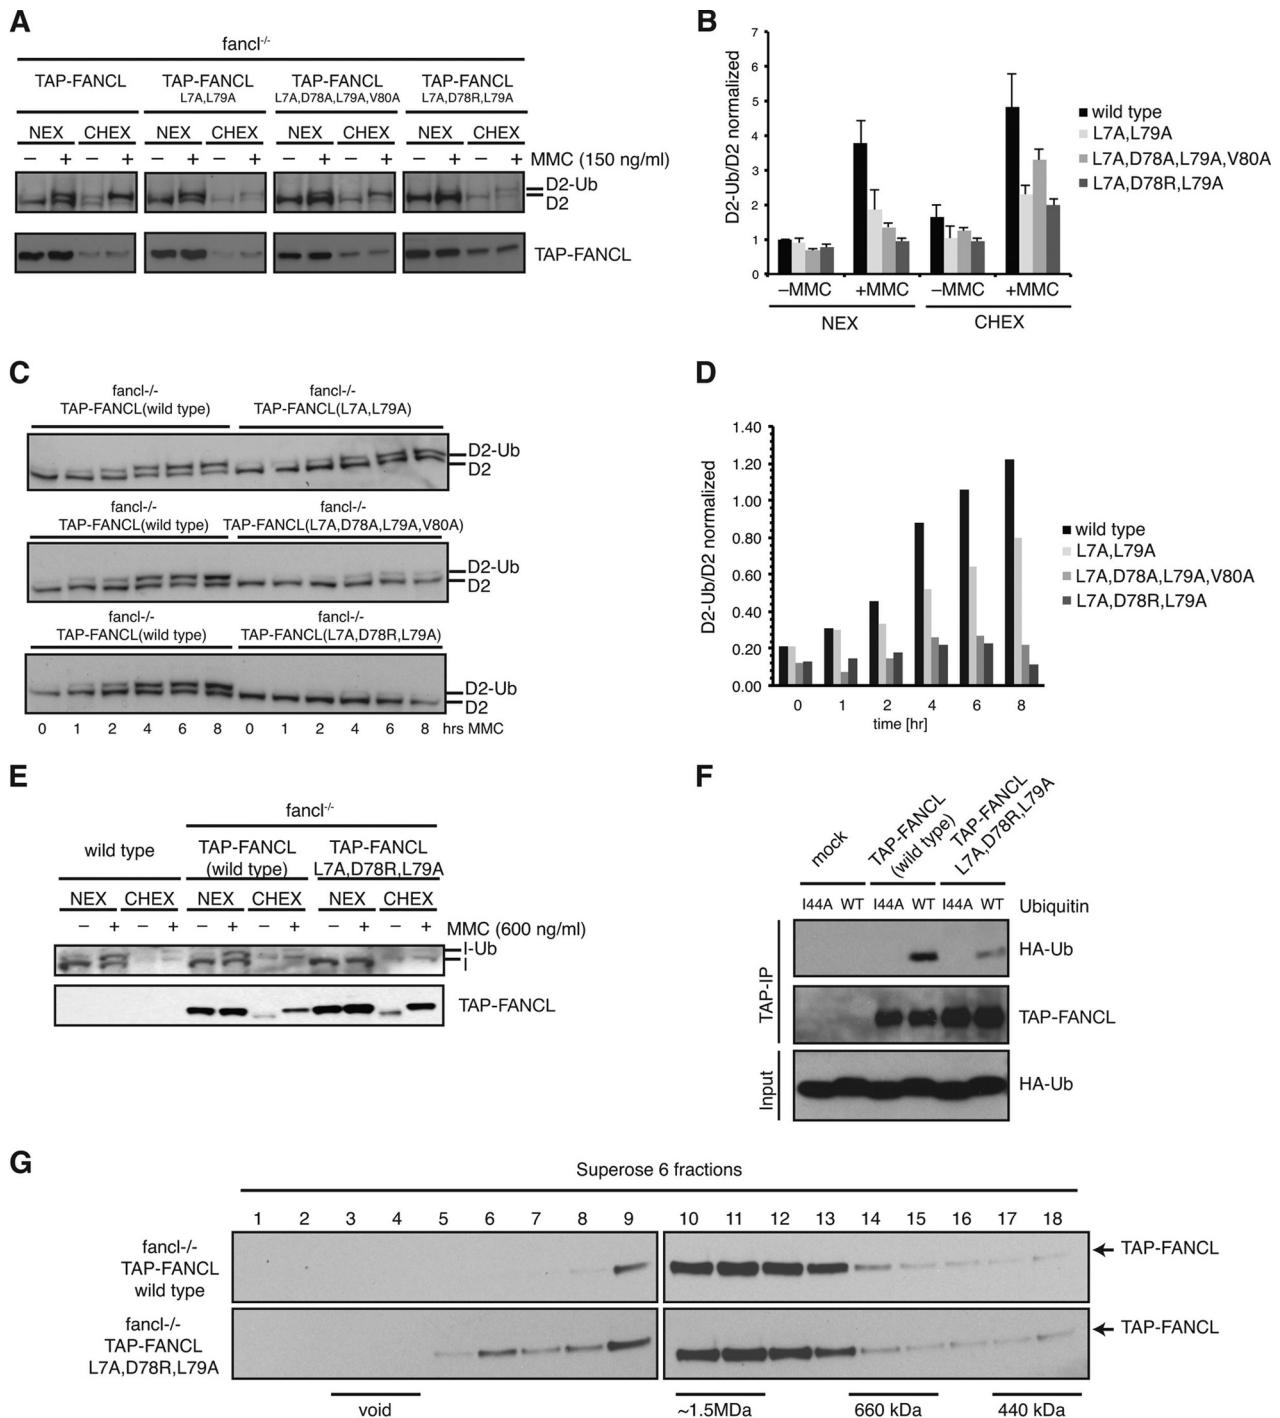 A
fancl-/-
TAP-FANCL TAP-FANCL TAP-FANCL TAP-FANCL
L7A,L79A L7A,D78A,L79A,V80A L7A,D78R,L79A
NEX CHEX NEX CHEX NEX CHEX NEX CHEX
– + – + – + – + – + – + – + – + MMC (150 ng/ml)
D2-Ub
D2
TAP-FANCL
B
D2-Ub/D2 normalized
7
6
5
4
3
2
1
0
–MMC +MMC –MMC +MMC
NEX CHEX
wild type
L7A,L79A
L7A,D78A,L79A,V80A
L7A,D78R,L79A
C
fancl-/- fancl-/-
TAP-FANCL(wild type) TAP-FANCL(L7A,L79A)
D2-Ub
D2
fancl-/- fancl-/-
TAP-FANCL(wild type) TAP-FANCL(L7A,D78A,L79A,V80A)
D2-Ub
D2
fancl-/- fancl-/-
TAP-FANCL(wild type) TAP-FANCL(L7A,D78R,L79A)
D2-Ub
D2
0 1 2 4 6 8 0 1 2 4 6 8 hrs MMC
D
D2-Ub/D2 normalized
1.40
1.20
1.00
0.80
0.60
0.40
0.20
0.00
0 1 2 4 6 8
time [hr]
wild type
L7A,L79A
L7A,D78A,L79A,V80A
L7A,D78R,L79A
E
fancl-/-
wild type TAP-FANCL TAP-FANCL
(wild type) L7A,D78R,L79A
NEX CHEX NEX CHEX NEX CHEX
– + – + – + – + – + – + MMC (600 ng/ml)
I-Ub
I
TAP-FANCL
F
mock
TAP-FANCL
(wild type)
TAP-FANCL
L7A,D78R,L79A
I44A WT I44A WT I44A WT Ubiquitin
TAP-IP
HA-Ub
TAP-FANCL
Input
HA-Ub
G
Superose 6 fractions
1 2 3 4 5 6 7 8 9 10 11 12 13 14 15 16 17 18
fancl-/-
TAP-FANCL
wild type
TAP-FANCL
fancl-/-
TAP-FANCL
L7A,D78R,L79A
TAP-FANCL
void ~1.5MDa 660 kDa 440 kDa